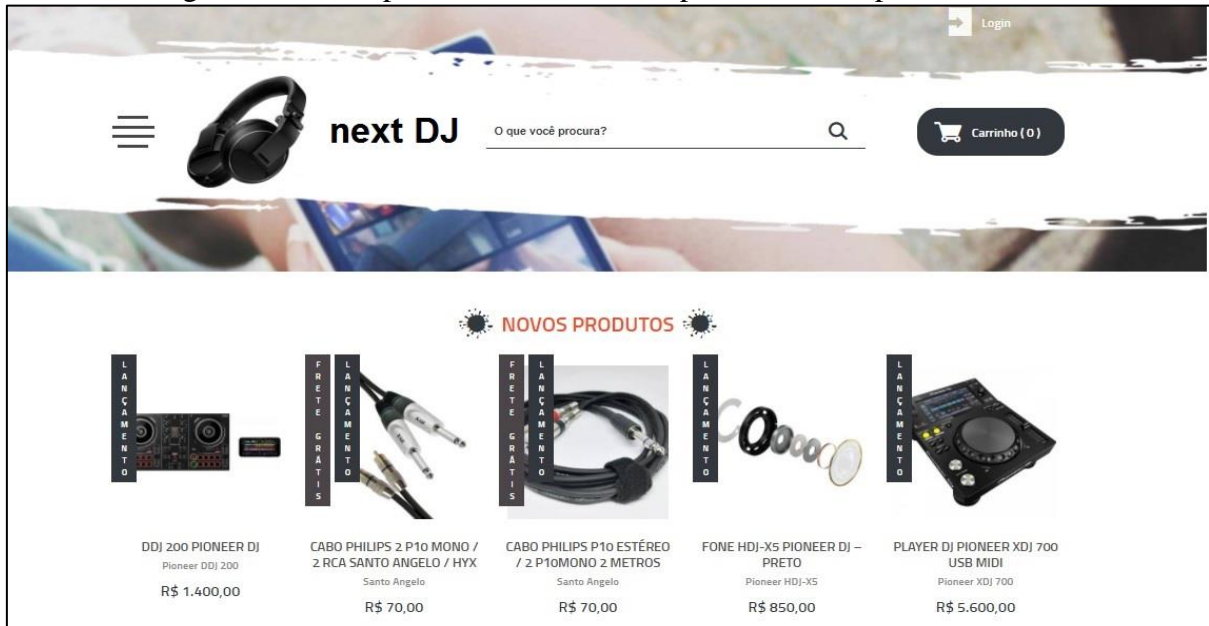 Login
next DJ
O que você procura?
Carrinho ( 0 )
NOVOS PRODUTOS
LANÇAMENTO
FRETE GRÁTIS
LANÇAMENTO
FRETE GRÁTIS
LANÇAMENTO
LANÇAMENTO
LANÇAMENTO
DDJ 200 PIONEER DJ
Pioneer DDJ 200
R$ 1.400,00
CABO PHILIPS 2 P10 MONO /
2 RCA SANTO ANGELO / HYX
Santo Angelo
R$ 70,00
CABO PHILIPS P10 ESTÉREO
/ 2 P10MONO 2 METROS
Santo Angelo
R$ 70,00
FONE HDJ-X5 PIONEER DJ –
PRETO
Pioneer HDJ-X5
R$ 850,00
PLAYER DJ PIONEER XDJ 700
USB MIDI
Pioneer XDJ 700
R$ 5.600,00